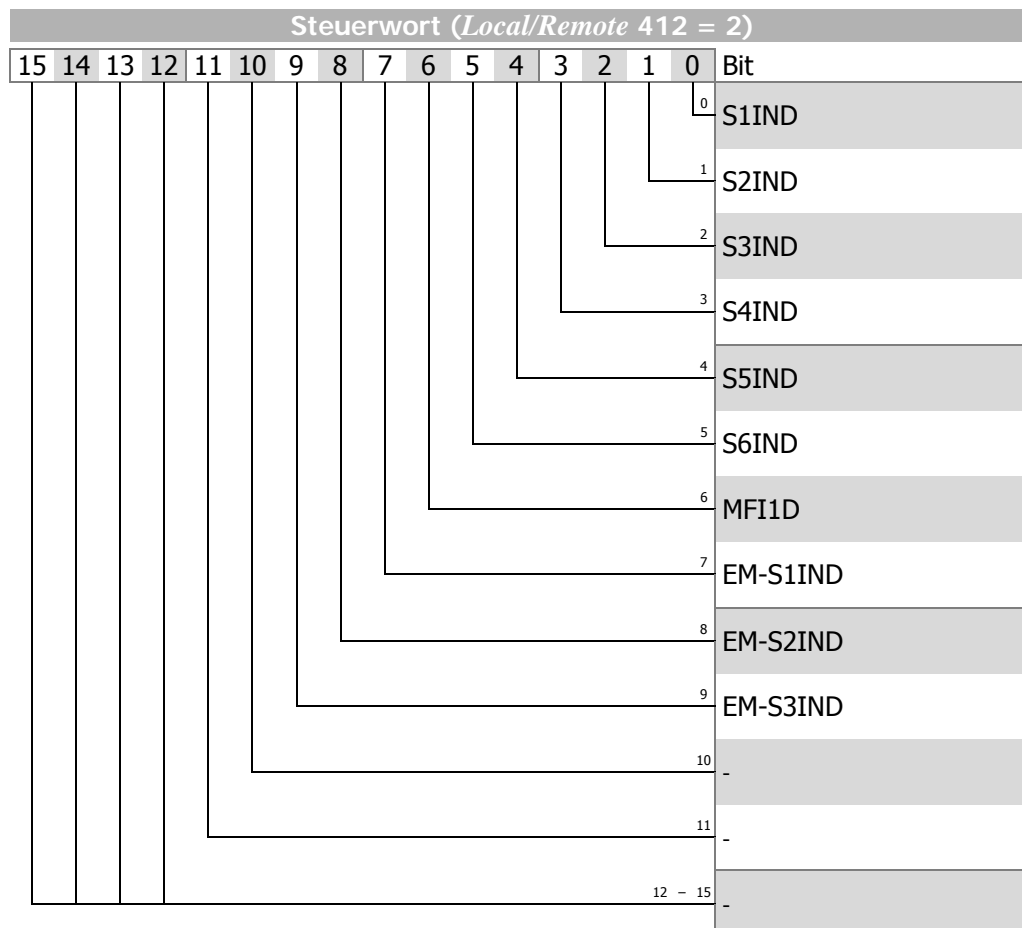 Steuerwort (Local/Remote 412 = 2)
15 14 13 12 11 10 9 8 7 6 5 4 3 2 1 0 Bit
0 S1IND
1 S2IND
2 S3IND
3 S4IND
4 S5IND
5 S6IND
6 MFI1D
7 EM-S1IND
8 EM-S2IND
9 EM-S3IND
10 -
11 -
12 – 15 -